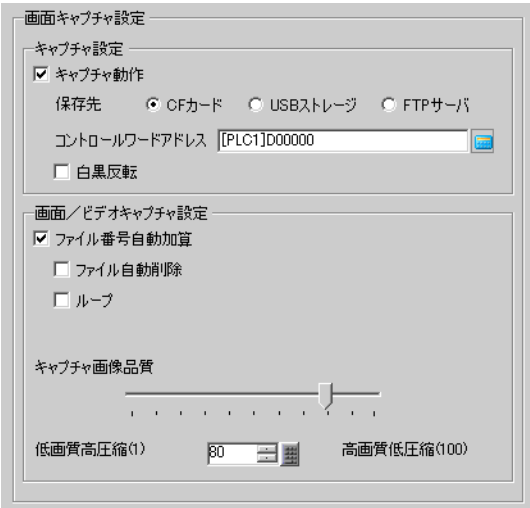 画面キャプチャ設定
キャプチャ設定
キャプチャ動作
保存先 CFカード USBストレージ FTPサーバ
コントロールワードアドレス [PLC1]D00000
白黒反転
画面／ビデオキャプチャ設定
ファイル番号自動加算
ファイル自動削除
ループ
キャプチャ画像品質
低画質高圧縮(1) 80 高画質低圧縮(100)